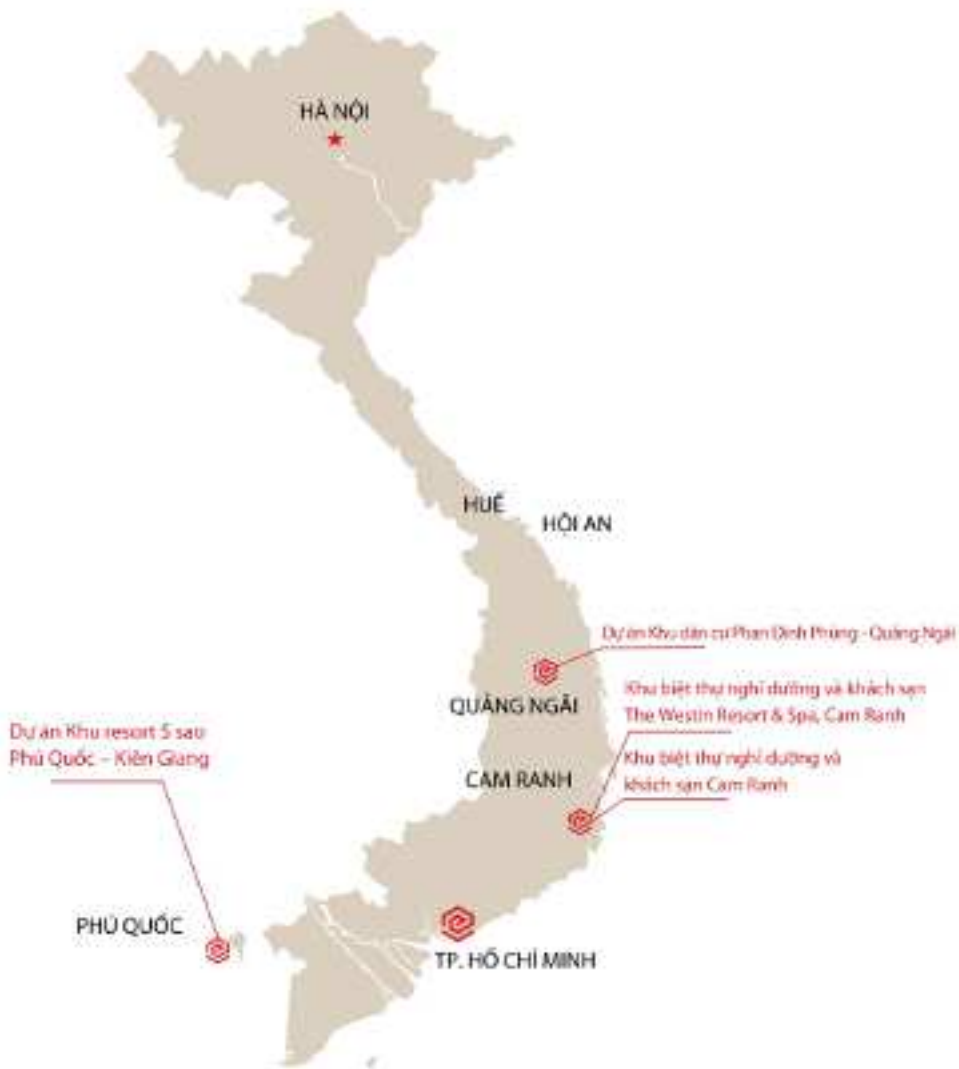 HÀ NỘI
HUẾ
HỘI AN
Dự án Khu dân cư Phan Đình Phùng - Quảng Ngãi
QUẢNG NGÃI
Khu biệt thự nghỉ dưỡng và khách sạn
The Westin Resort & Spa, Cam Ranh
Dự án Khu resort 5 sao
Phú Quốc – Kiên Giang
CAM RANH
Khu biệt thự nghỉ dưỡng và
khách sạn Cam Ranh
PHÚ QUỐC
TP. HỒ CHÍ MINH